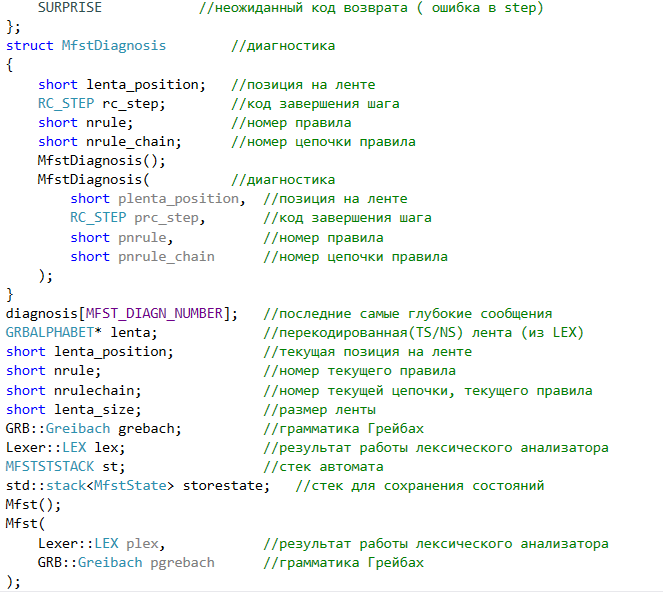 SURPRISE //неожиданный код возврата ( ошибка в step)
};
struct MfstDiagnosis //диагностика
{
short lenta_position; //позиция на ленте
RC_STEP rc_step; //код завершения шага
short nrule; //номер правила
short nrule_chain; //номер цепочки правила
MfstDiagnosis();
MfstDiagnosis( //диагностика
short plenta_position, //позиция на ленте
RC_STEP prc_step, //код завершения шага
short pnrule, //номер правила
short pnrule_chain //номер цепочки правила
);
}
diagnosis[MFST_DIAGN_NUMBER]; //последние самые глубокие сообщения
GRBALPHABET* lenta; //перекодированная(TS/NS) лента (из LEX)
short lenta_position; //текущая позиция на ленте
short nrule; //номер текущего правила
short nrulechain; //номер текущей цепочки, текущего правила
short lenta_size; //размер ленты
GRB::Greibach grebach; //грамматика Грейбах
Lexer::LEX lex; //результат работы лексического анализатора
MFSTSTSTACK st; //стек автомата
std::stack<MfstState> storestate; //стек для сохранения состояний
Mfst();
Mfst(
Lexer::LEX plex, //результат работы лексического анализатора
GRB::Greibach pgrebach //грамматика Грейбах
);